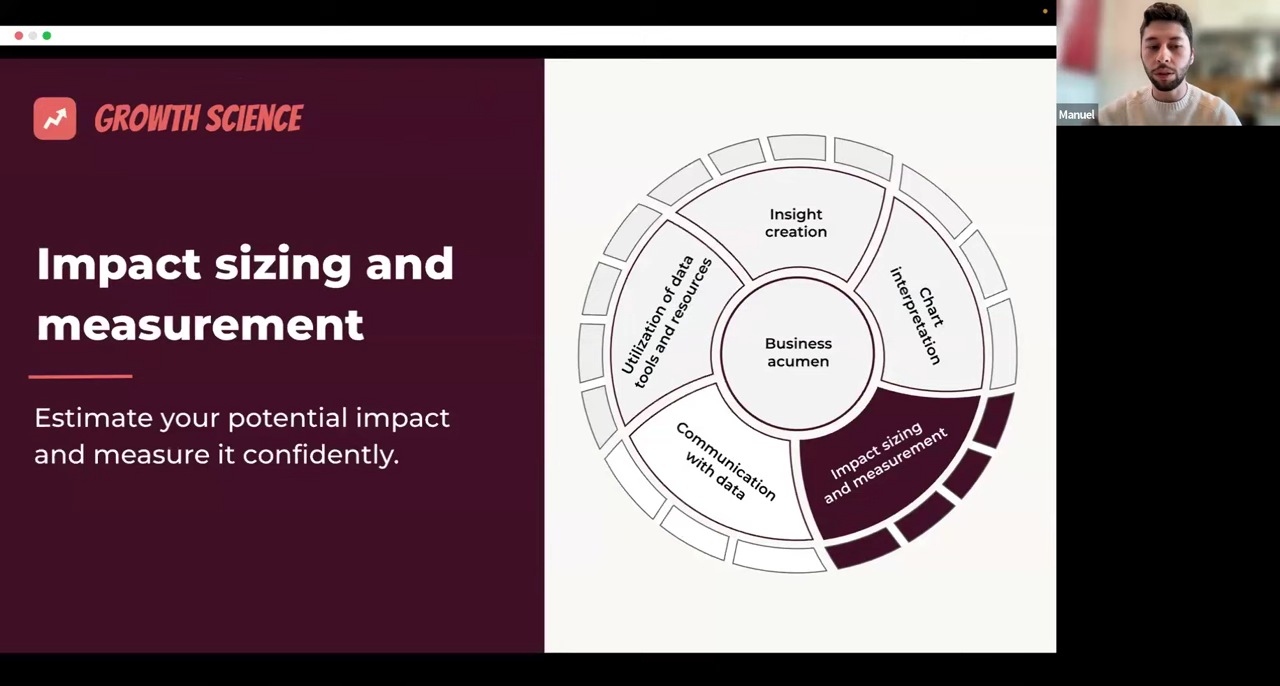 GROWTH SCIENCE
Impact sizing and
measurement
Estimate your potential impact
and measure it confidently.
Insight
creation
Chart
interpretation
Utilization of data
tools and resources
Business
acumen
Communication
with data
Impact sizing
and measurement
Manuel